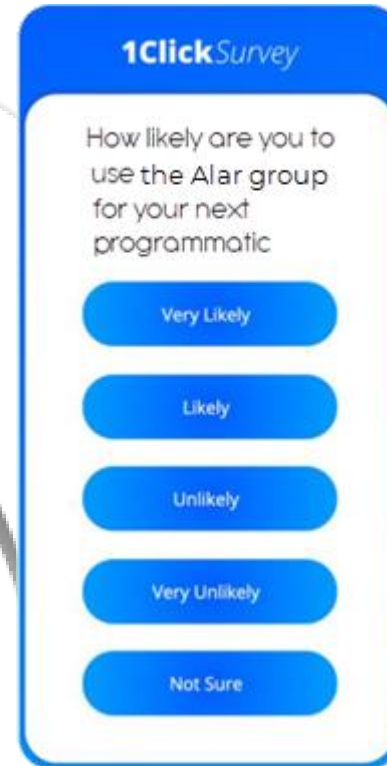 1ClickSurvey
How likely are you to
use the Alar group
for your next
programmatic
Very Likely
Likely
Unlikely
Very Unlikely
Not Sure